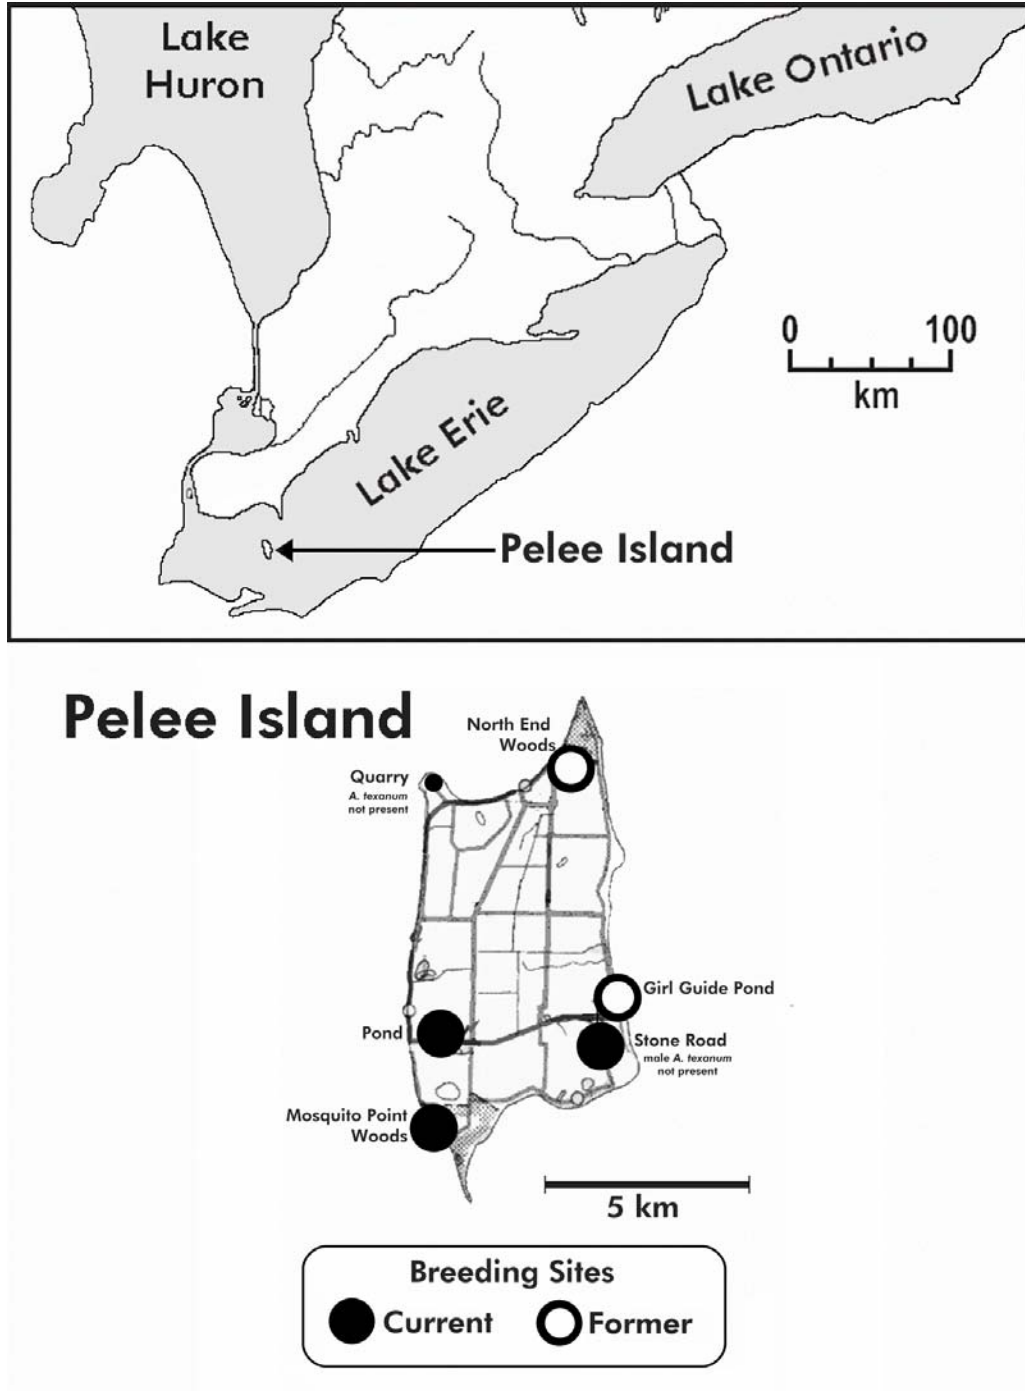 Lake
Huron
Lake Ontario
0 100
km
Lake Erie
Pelee Island
Pelee Island
North End
Woods
Quarry
A. texanum
not present
Girl Guide Pond
Pond
Stone Road
male A. texanum
not present
Mosquito Point
Woods
5 km
Breeding Sites
Current
Former